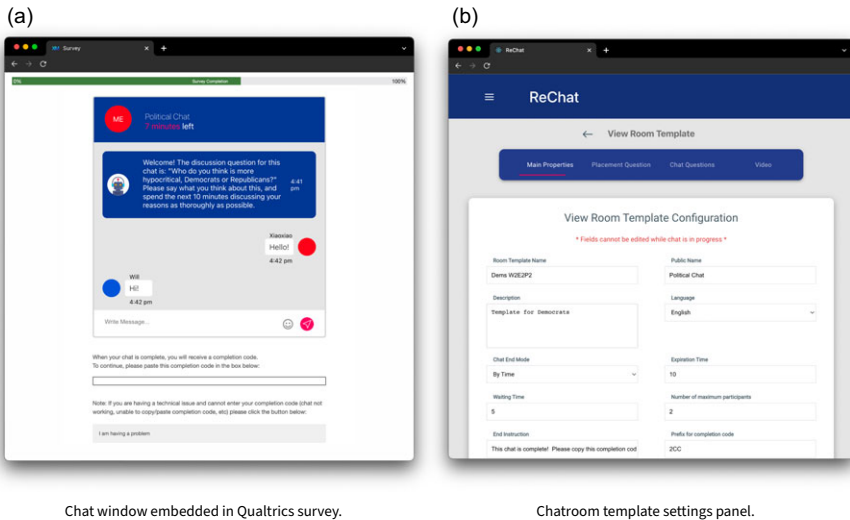 (a)
Survey
0%
Survey Completion
100%
ME
Political Chat
7 minutes left
Welcome! The discussion question for this
chat is: "Who do you think is more
hypocritical, Democrats or Republicans?"
Please say what you think about this, and
spend the next 10 minutes discussing your
reasons as thoroughly as possible.
4:41
pm
Xiaoxiao
Hello!
4:42 pm
Will
Hi!
4:42 pm
Write Message...
When your chat is complete, you will receive a completion code.
To continue, please paste this completion code in the box below:
Note: If you are having a technical issue and cannot enter your completion code (chat not
working, unable to copy/paste completion code, etc) please click the button below:
I am having a problem
Chat window embedded in Qualtrics survey.
(b)
ReChat
ReChat
View Room Template
Main Properties Placement Question Chat Questions Video
View Room Template Configuration
* Fields cannot be edited while chat is in progress *
Room Template Name Public Name
Dems W2E2P2 Political Chat
Description Language
Template for Democrats English
Chat End Mode Expiration Time
By Time 10
Waiting Time Number of maximum participants
5 2
End Instruction Prefix for completion code
This chat is complete! Please copy this completion cod 2CC
Chatroom template settings panel.